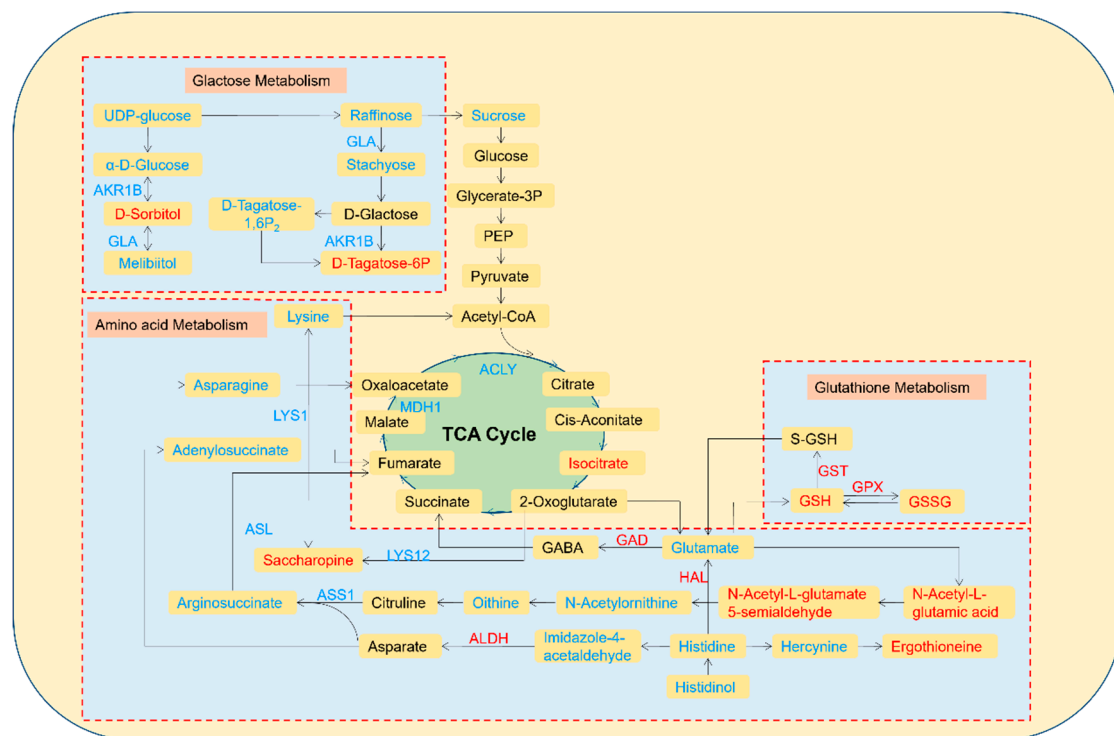 Glactose Metabolism
UDP-glucose
Raffinose
Sucrose
GLA
α-D-Glucose
Stachyose
Glucose
AKR1B
D-Sorbitol
D-Tagatose-
1,6P₂
D-Glactose
Glycerate-3P
GLA
AKR1B
PEP
Melibiitol
D-Tagatose-6P
Pyruvate
Amino acid Metabolism
Lysine
Acetyl-CoA
ACLY
Asparagine
Oxaloacetate
Citrate
Glutathione Metabolism
LYS1
MDH1
Malate
TCA Cycle
Cis-Aconitate
Adenylosuccinate
Fumarate
Isocitrate
S-GSH
GST
GPX
Succinate
2-Oxoglutarate
GSH
GSSG
ASL
Saccharopine
LYS12
GABA
GAD
Glutamate
HAL
Arginosuccinate
ASS1
Citruline
Oithine
N-Acetylornithine
N-Acetyl-L-glutamate
5-semialdehyde
N-Acetyl-L-
glutamic acid
Asparate
ALDH
Imidazole-4-
acetaldehyde
Histidine
Hercynine
Ergothioneine
Histidinol